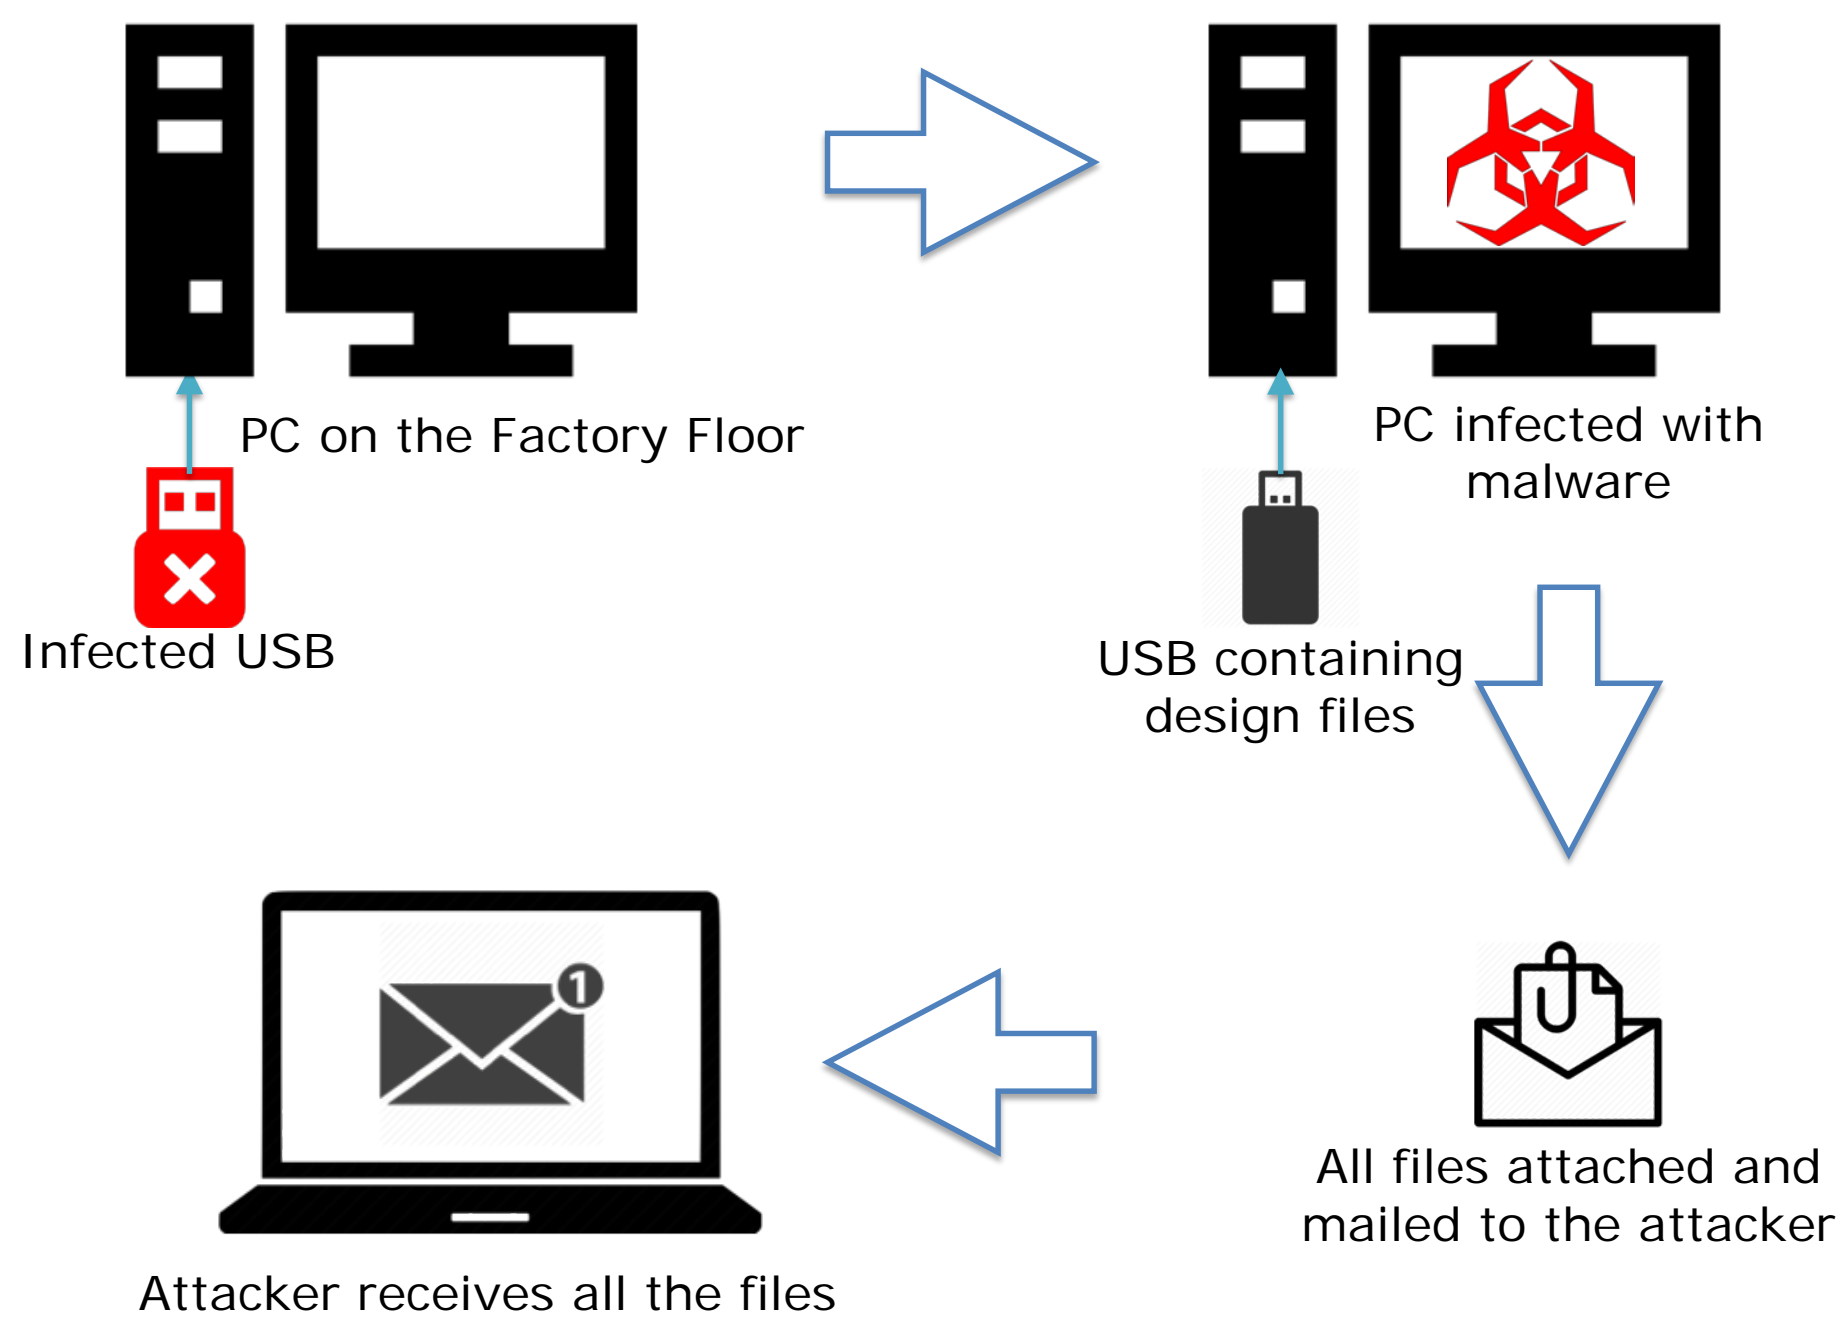 PC on the Factory Floor
Infected USB
PC infected with
malware
USB containing
design files
All files attached and
mailed to the attacker
1
Attacker receives all the files